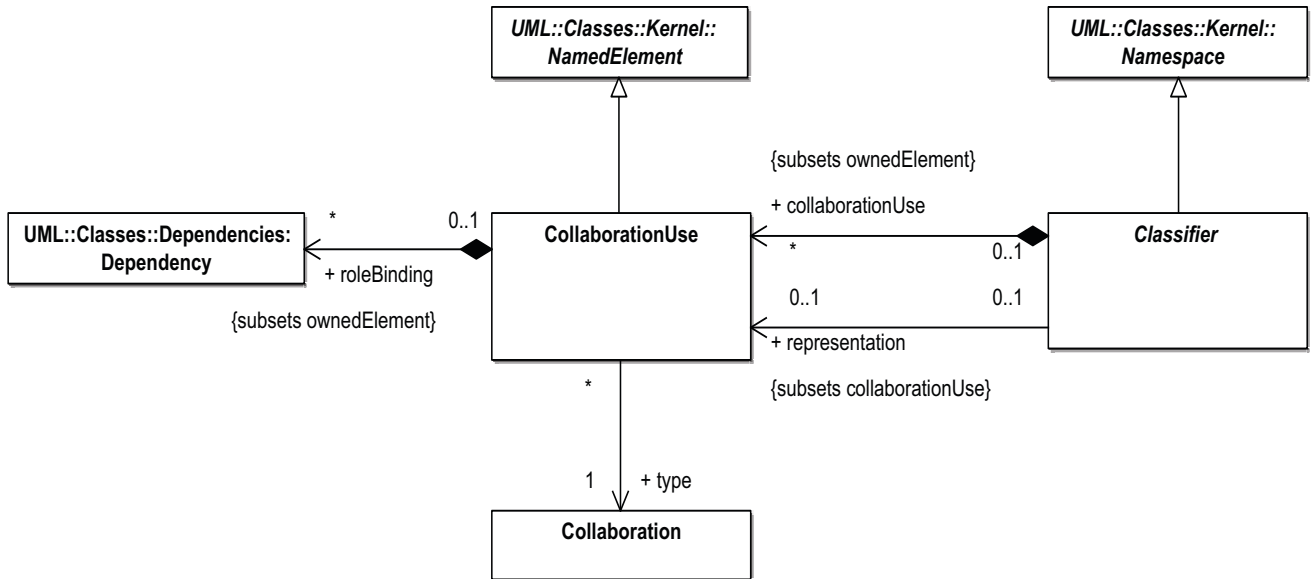 UML::Classes::Kernel::
NamedElement
UML::Classes::Kernel::
Namespace
{subsets ownedElement}
+ collaborationUse
*
0..1
UML::Classes::Dependencies:
Dependency
*
0..1
+ roleBinding
{subsets ownedElement}
CollaborationUse
Classifier
0..1
0..1
+ representation
{subsets collaborationUse}
*
1
+ type
Collaboration